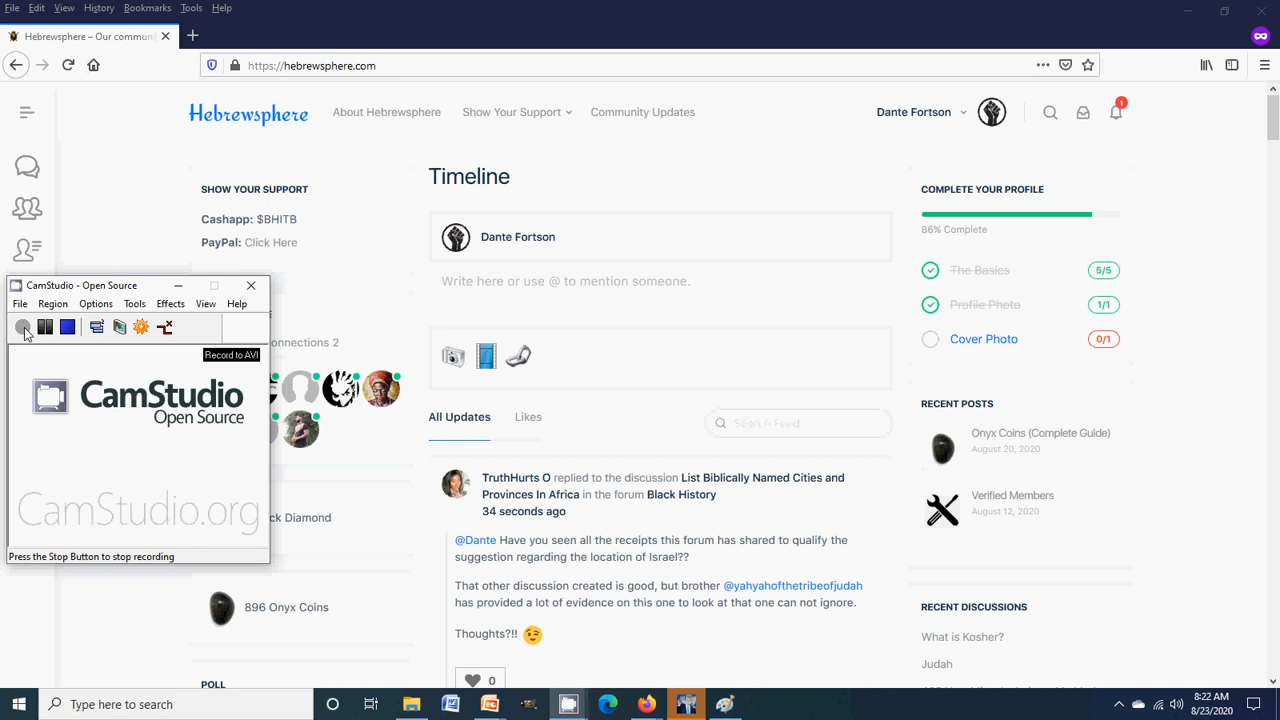 File Edit View History Bookmarks Tools Help
Hebrewsphere – Our commun
https://hebrewsphere.com
Hebrewsphere
About Hebrewsphere
Show Your Support
Community Updates
Dante Fortson
1
SHOW YOUR SUPPORT
Cashapp: $BHITB
PayPal: Click Here
CamStudio - Open Source
File Region Options Tools Effects View Help
Record to AVI
CamStudio
Open Source
CamStudio.org
Press the Stop Button to stop recording
onnections 2
ck Diamond
896 Onyx Coins
POLL
Timeline
Dante Fortson
Write here or use @ to mention someone.
All Updates
Likes
TruthHurts O replied to the discussion List Biblically Named Cities and
Provinces In Africa in the forum Black History
34 seconds ago
@Dante Have you seen all the receipts this forum has shared to qualify the
suggestion regarding the location of Israel??
That other discussion created is good, but brother @yahyahofthetribeofjudah
has provided a lot of evidence on this one to look at that one can not ignore.
Thoughts?!!
0
COMPLETE YOUR PROFILE
86% Complete
The Basics 5/5
Profile Photo 1/1
Cover Photo 0/1
RECENT POSTS
Onyx Coins (Complete Guide)
August 20, 2020
Verified Members
August 12, 2020
RECENT DISCUSSIONS
What is Kosher?
Judah
Type here to search
8:22 AM
8/23/2020